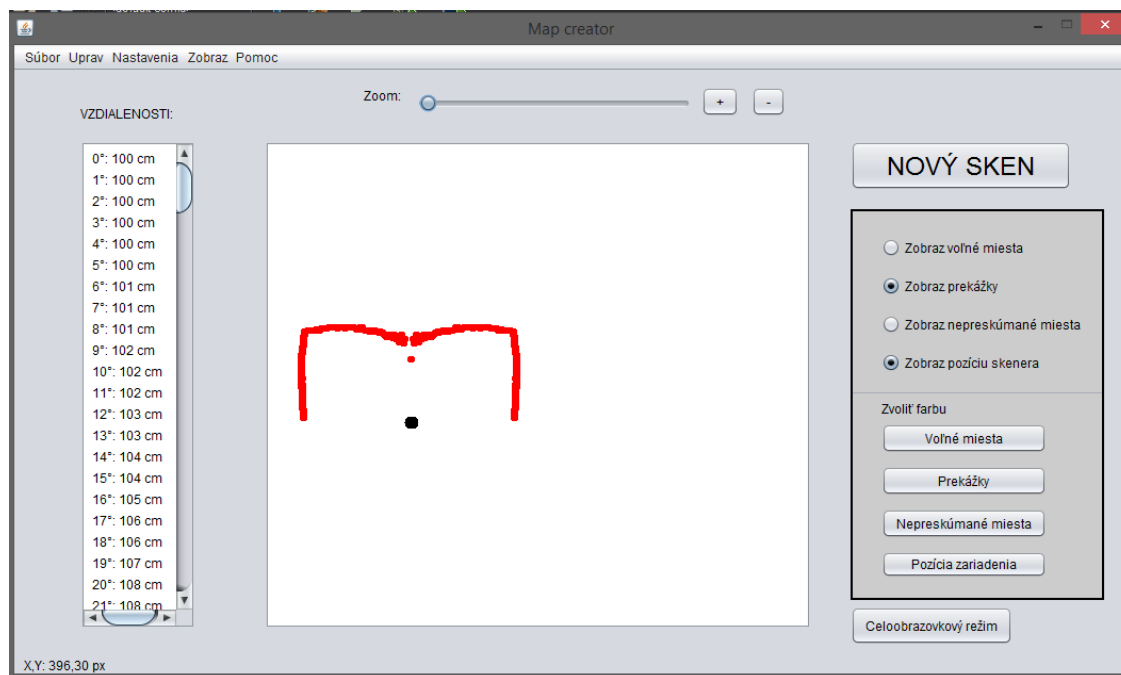 Map creator
Súbor Uprav Nastavenia Zobraz Pomoc
Zoom:
+
-
VZDIALENOSTI:
0°: 100 cm
1°: 100 cm
2°: 100 cm
3°: 100 cm
4°: 100 cm
5°: 100 cm
6°: 101 cm
7°: 101 cm
8°: 101 cm
9°: 102 cm
10°: 102 cm
11°: 102 cm
12°: 103 cm
13°: 103 cm
14°: 104 cm
15°: 104 cm
16°: 105 cm
17°: 106 cm
18°: 106 cm
19°: 107 cm
20°: 108 cm
21°: 108 cm
NOVÝ SKEN
Zobraz voľné miesta
Zobraz prekážky
Zobraz nepreskúmané miesta
Zobraz pozíciu skenera
Zvoliť farbu
Voľné miesta
Prekážky
Nepreskúmané miesta
Pozícia zariadenia
Celoobrazovkový režim
X,Y: 396,30 px